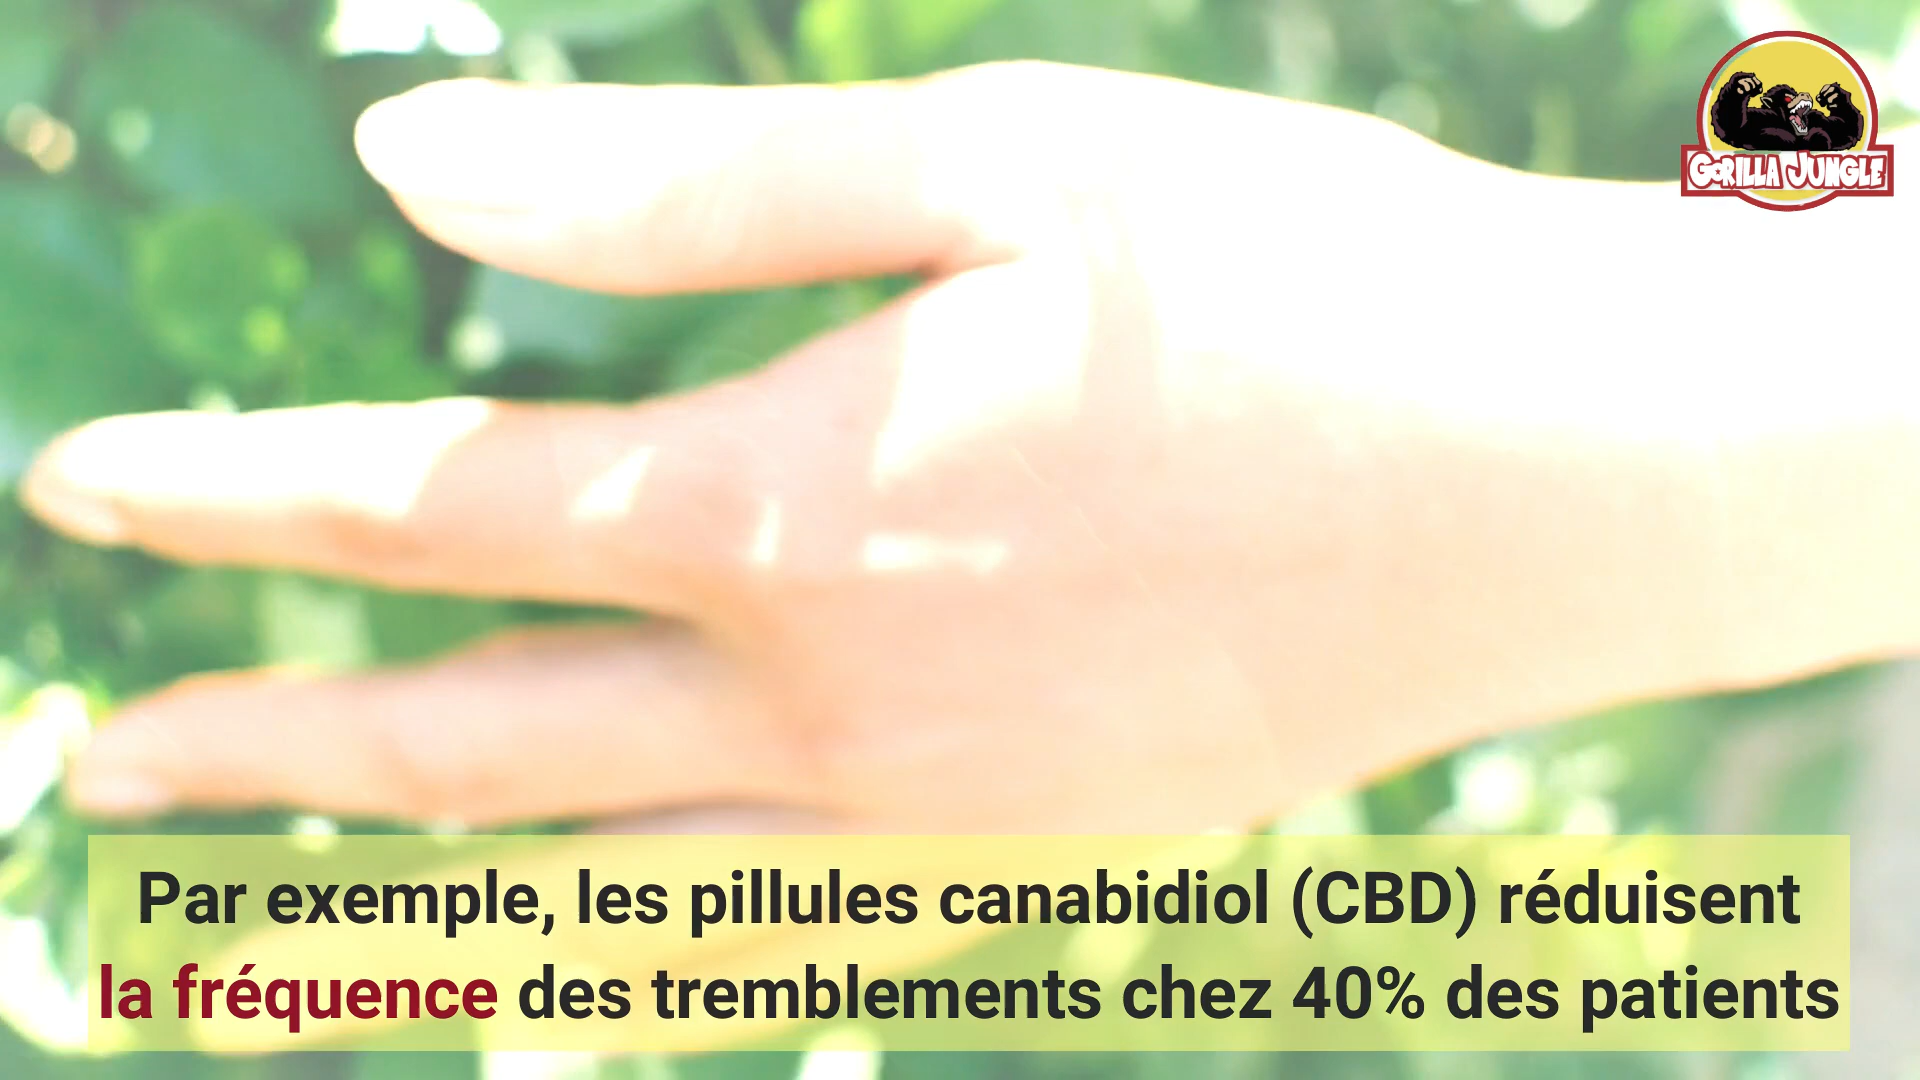 GORILLA JUNGLE
Par exemple, les pillules canabidiol (CBD) réduisent
la fréquence des tremblements chez 40% des patients